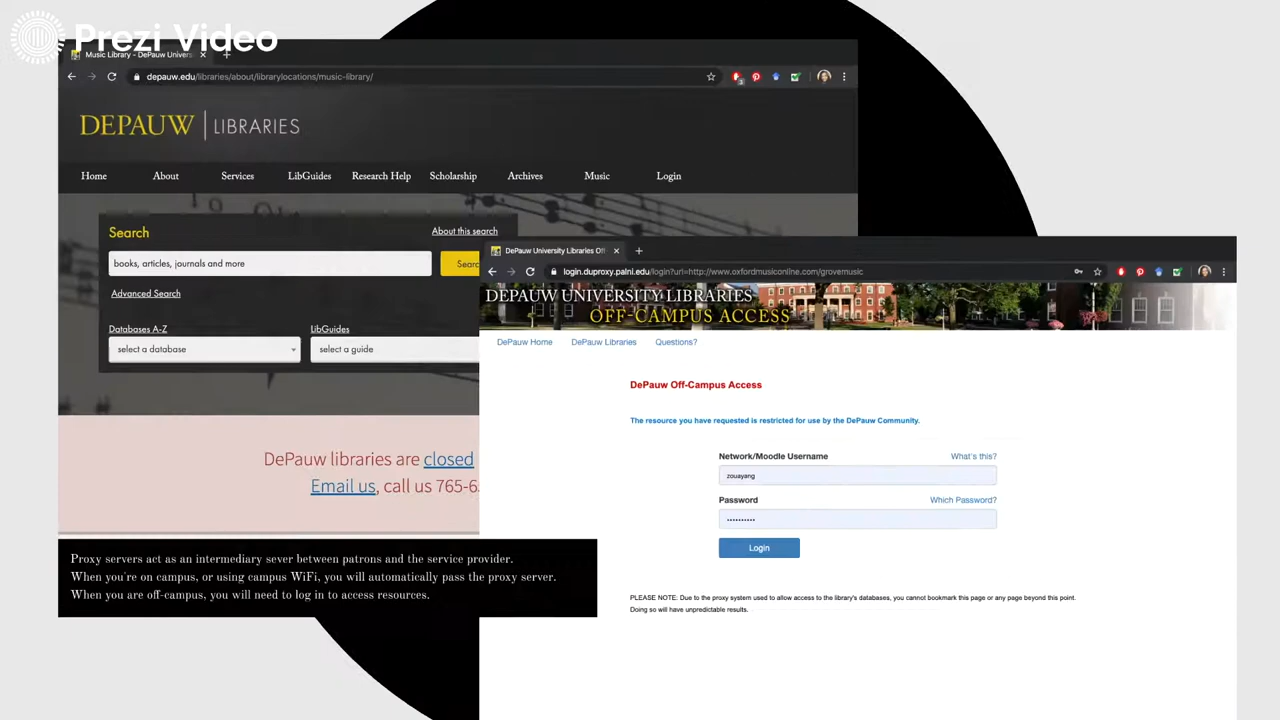 Prezi Video
Music Library - DePauw Univers
depauw.edu/libraries/about/librarylocations/music-library/
DEPAUW LIBRARIES
Home About Services LibGuides Research Help Scholarship Archives Music Login
Search
About this search
books, articles, journals and more
Searc
Advanced Search
Databases A-Z
LibGuides
select a database
select a guide
DePauw libraries are closed
Email us, call us 765-6
Proxy servers act as an intermediary sever between patrons and the service provider.
When you're on campus, or using campus WiFi, you will automatically pass the proxy server.
When you are off-campus, you will need to log in to access resources.
DePauw University Libraries Off
login.duproxy.palni.edu/login?url=http://www.oxfordmusiconline.com/grovemusic
DEPAUW UNIVERSITY LIBRARIES
OFF-CAMPUS ACCESS
DePauw Home DePauw Libraries Questions?
DePauw Off-Campus Access
The resource you have requested is restricted for use by the DePauw Community.
Network/Moodle Username What's this?
zouayang
Password Which Password?
••••••••••
Login
PLEASE NOTE: Due to the proxy system used to allow access to the library's databases, you cannot bookmark this page or any page beyond this point.
Doing so will have unpredictable results.